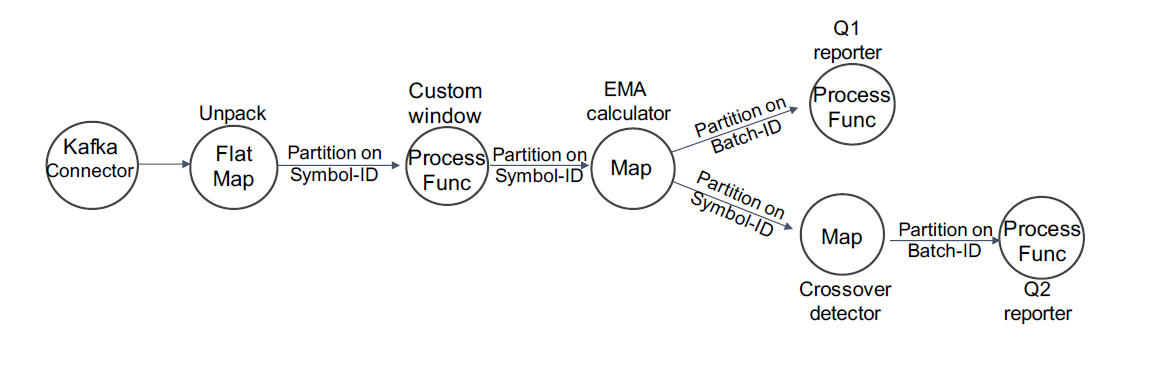 Kafka
Connector
Unpack
Flat
Map
Partition on
Symbol-ID
Custom
window
Process
Func
Partition on
Symbol-ID
EMA
calculator
Map
Partition on
Batch-ID
Q1
reporter
Process
Func
Partition on
Symbol-ID
Map
Crossover
detector
Partition on
Batch-ID
Process
Func
Q2
reporter